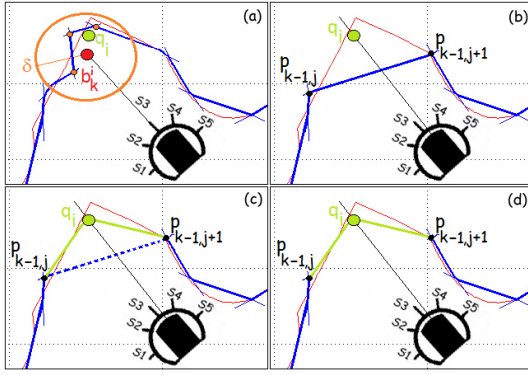 (a)
q i
δ
b i k
S3
S4
S5
S2
S1
(b)
q i
p k-1,j+1
p k-1,j
S3
S4
S5
S2
S1
(c)
q i
p k-1,j+1
p k-1,j
S3
S4
S5
S2
S1
(d)
q i
p k-1,j+1
p k-1,j
S3
S4
S5
S2
S1